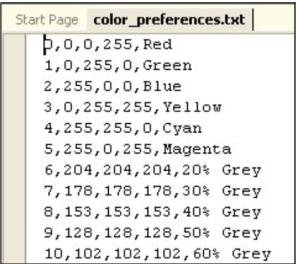 Start Page color_preferences.txt
0,0,0,255,Red
1,0,255,0,Green
2,255,0,0,Blue
3,0,255,255,Yellow
4,255,255,0,Cyan
5,255,0,255,Magenta
6,204,204,204,20% Grey
7,178,178,178,30% Grey
8,153,153,153,40% Grey
9,128,128,128,50% Grey
10,102,102,102,60% Grey